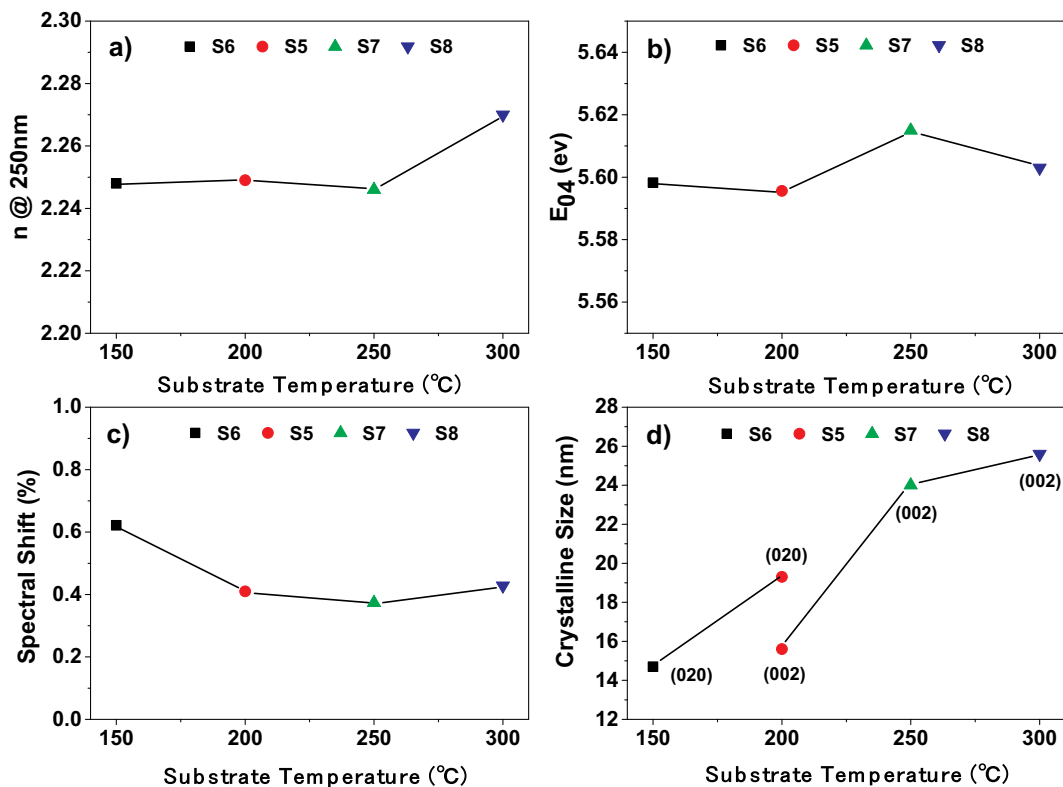 a)
S6 S5 S7 S8
2.30
2.28
2.26
2.24
2.22
2.20
n @ 250nm
150 200 250 300
Substrate Temperature (°C)
b)
S6 S5 S7 S8
5.64
5.62
5.60
5.58
5.56
E04 (ev)
150 200 250 300
Substrate Temperature (°C)
c)
S6 S5 S7 S8
1.0
0.8
0.6
0.4
0.2
0.0
Spectral Shift (%)
150 200 250 300
Substrate Temperature (°C)
d)
S6 S5 S7 S8
28
26
24
22
20
18
16
14
12
Crystalline Size (nm)
(002)
(002)
(020)
(020)
(002)
150 200 250 300
Substrate Temperature (°C)